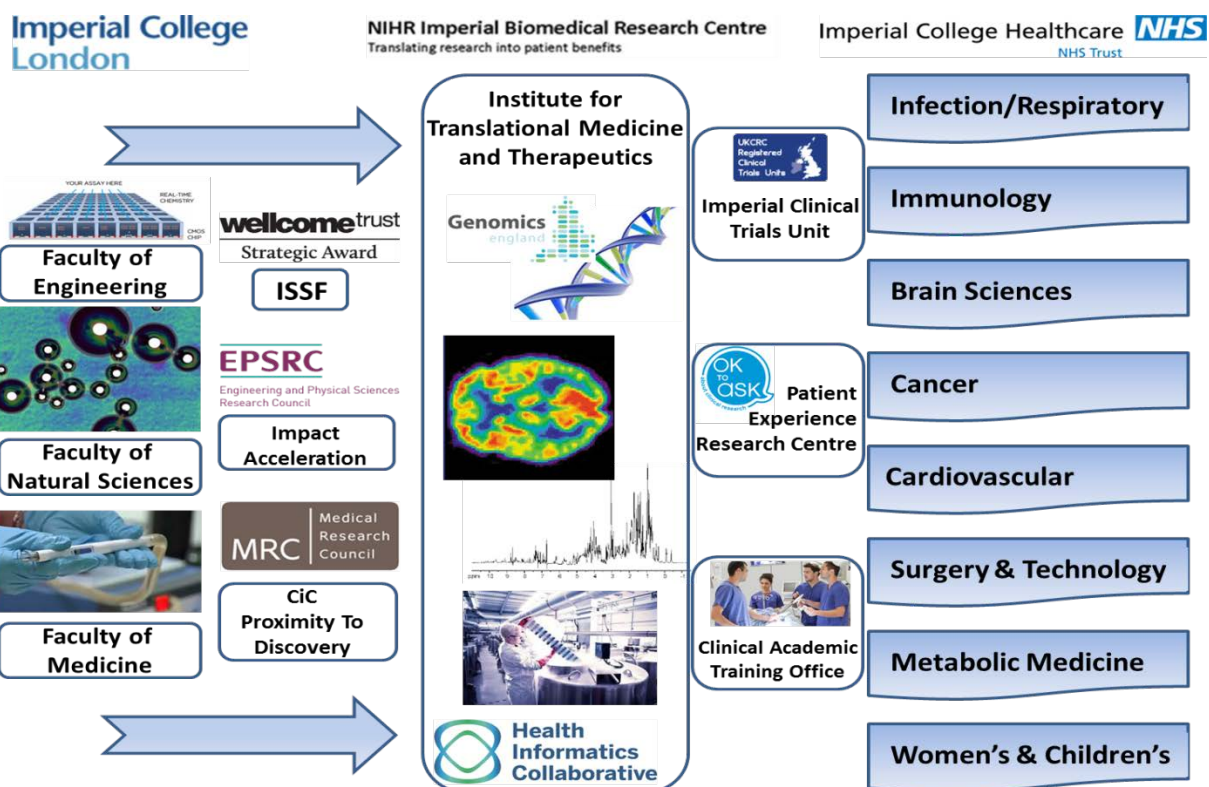 Imperial College
London
NIHR Imperial Biomedical Research Centre
Translating research into patient benefits
Imperial College Healthcare NHS
NHS Trust
YOUR ASSAY HERE
REAL-TIME
CHEMISTRY
CMOS
CHIP
Faculty of
Engineering
Faculty of
Natural Sciences
Faculty of
Medicine
wellcometrust
Strategic Award
ISSF
EPSRC
Engineering and Physical Sciences
Research Council
Impact
Acceleration
MRC
Medical
Research
Council
CiC
Proximity To
Discovery
Institute for
Translational Medicine
and Therapeutics
Genomics
england
Health
Informatics
Collaborative
UKCRC
Registered
Clinical
Trials Units
Imperial Clinical
Trials Unit
OK
TO
ask
about clinical research
Patient
Experience
Research Centre
Clinical Academic
Training Office
Infection/Respiratory
Immunology
Brain Sciences
Cancer
Cardiovascular
Surgery & Technology
Metabolic Medicine
Women's & Children's